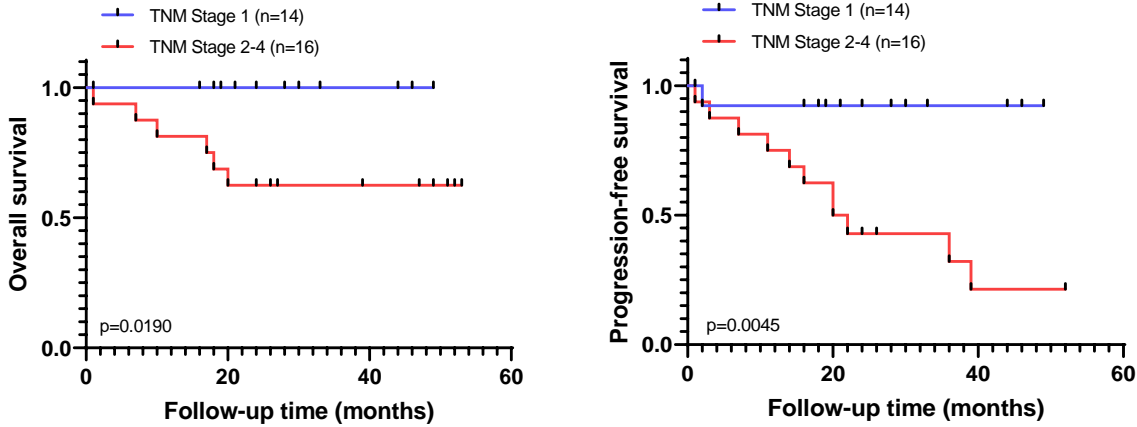 TNM Stage 1 (n=14)
TNM Stage 2-4 (n=16)
Overall survival
1.0
0.5
0.0
p=0.0190
0 20 40 60
Follow-up time (months)
TNM Stage 1 (n=14)
TNM Stage 2-4 (n=16)
Progression-free survival
1.0
0.5
0.0
p=0.0045
0 20 40 60
Follow-up time (months)